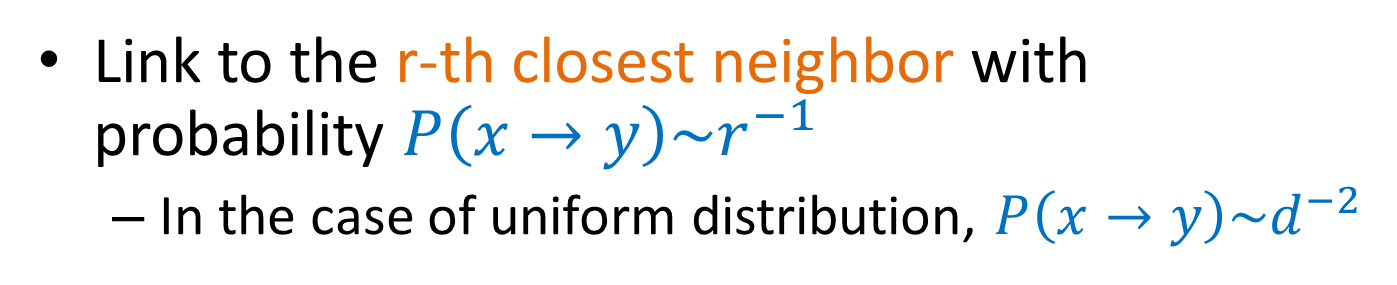 • Link to the r-th closest neighbor with
probability P(x → y)~r⁻¹
– In the case of uniform distribution, P(x → y)~d⁻²